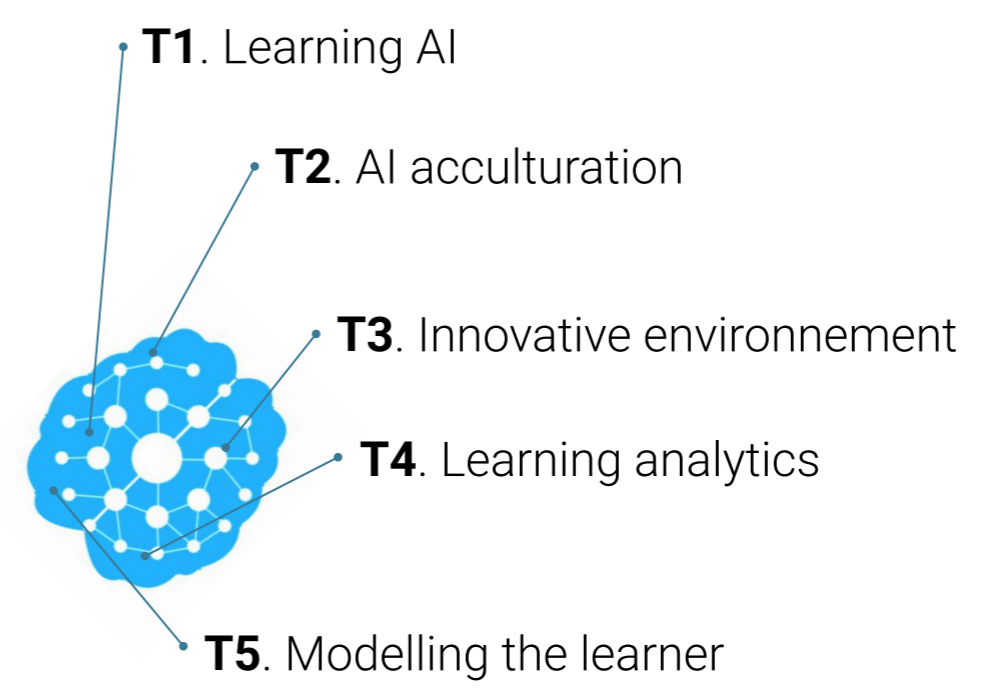 T1. Learning AI
T2. AI acculturation
T3. Innovative environnement
T4. Learning analytics
T5. Modelling the learner